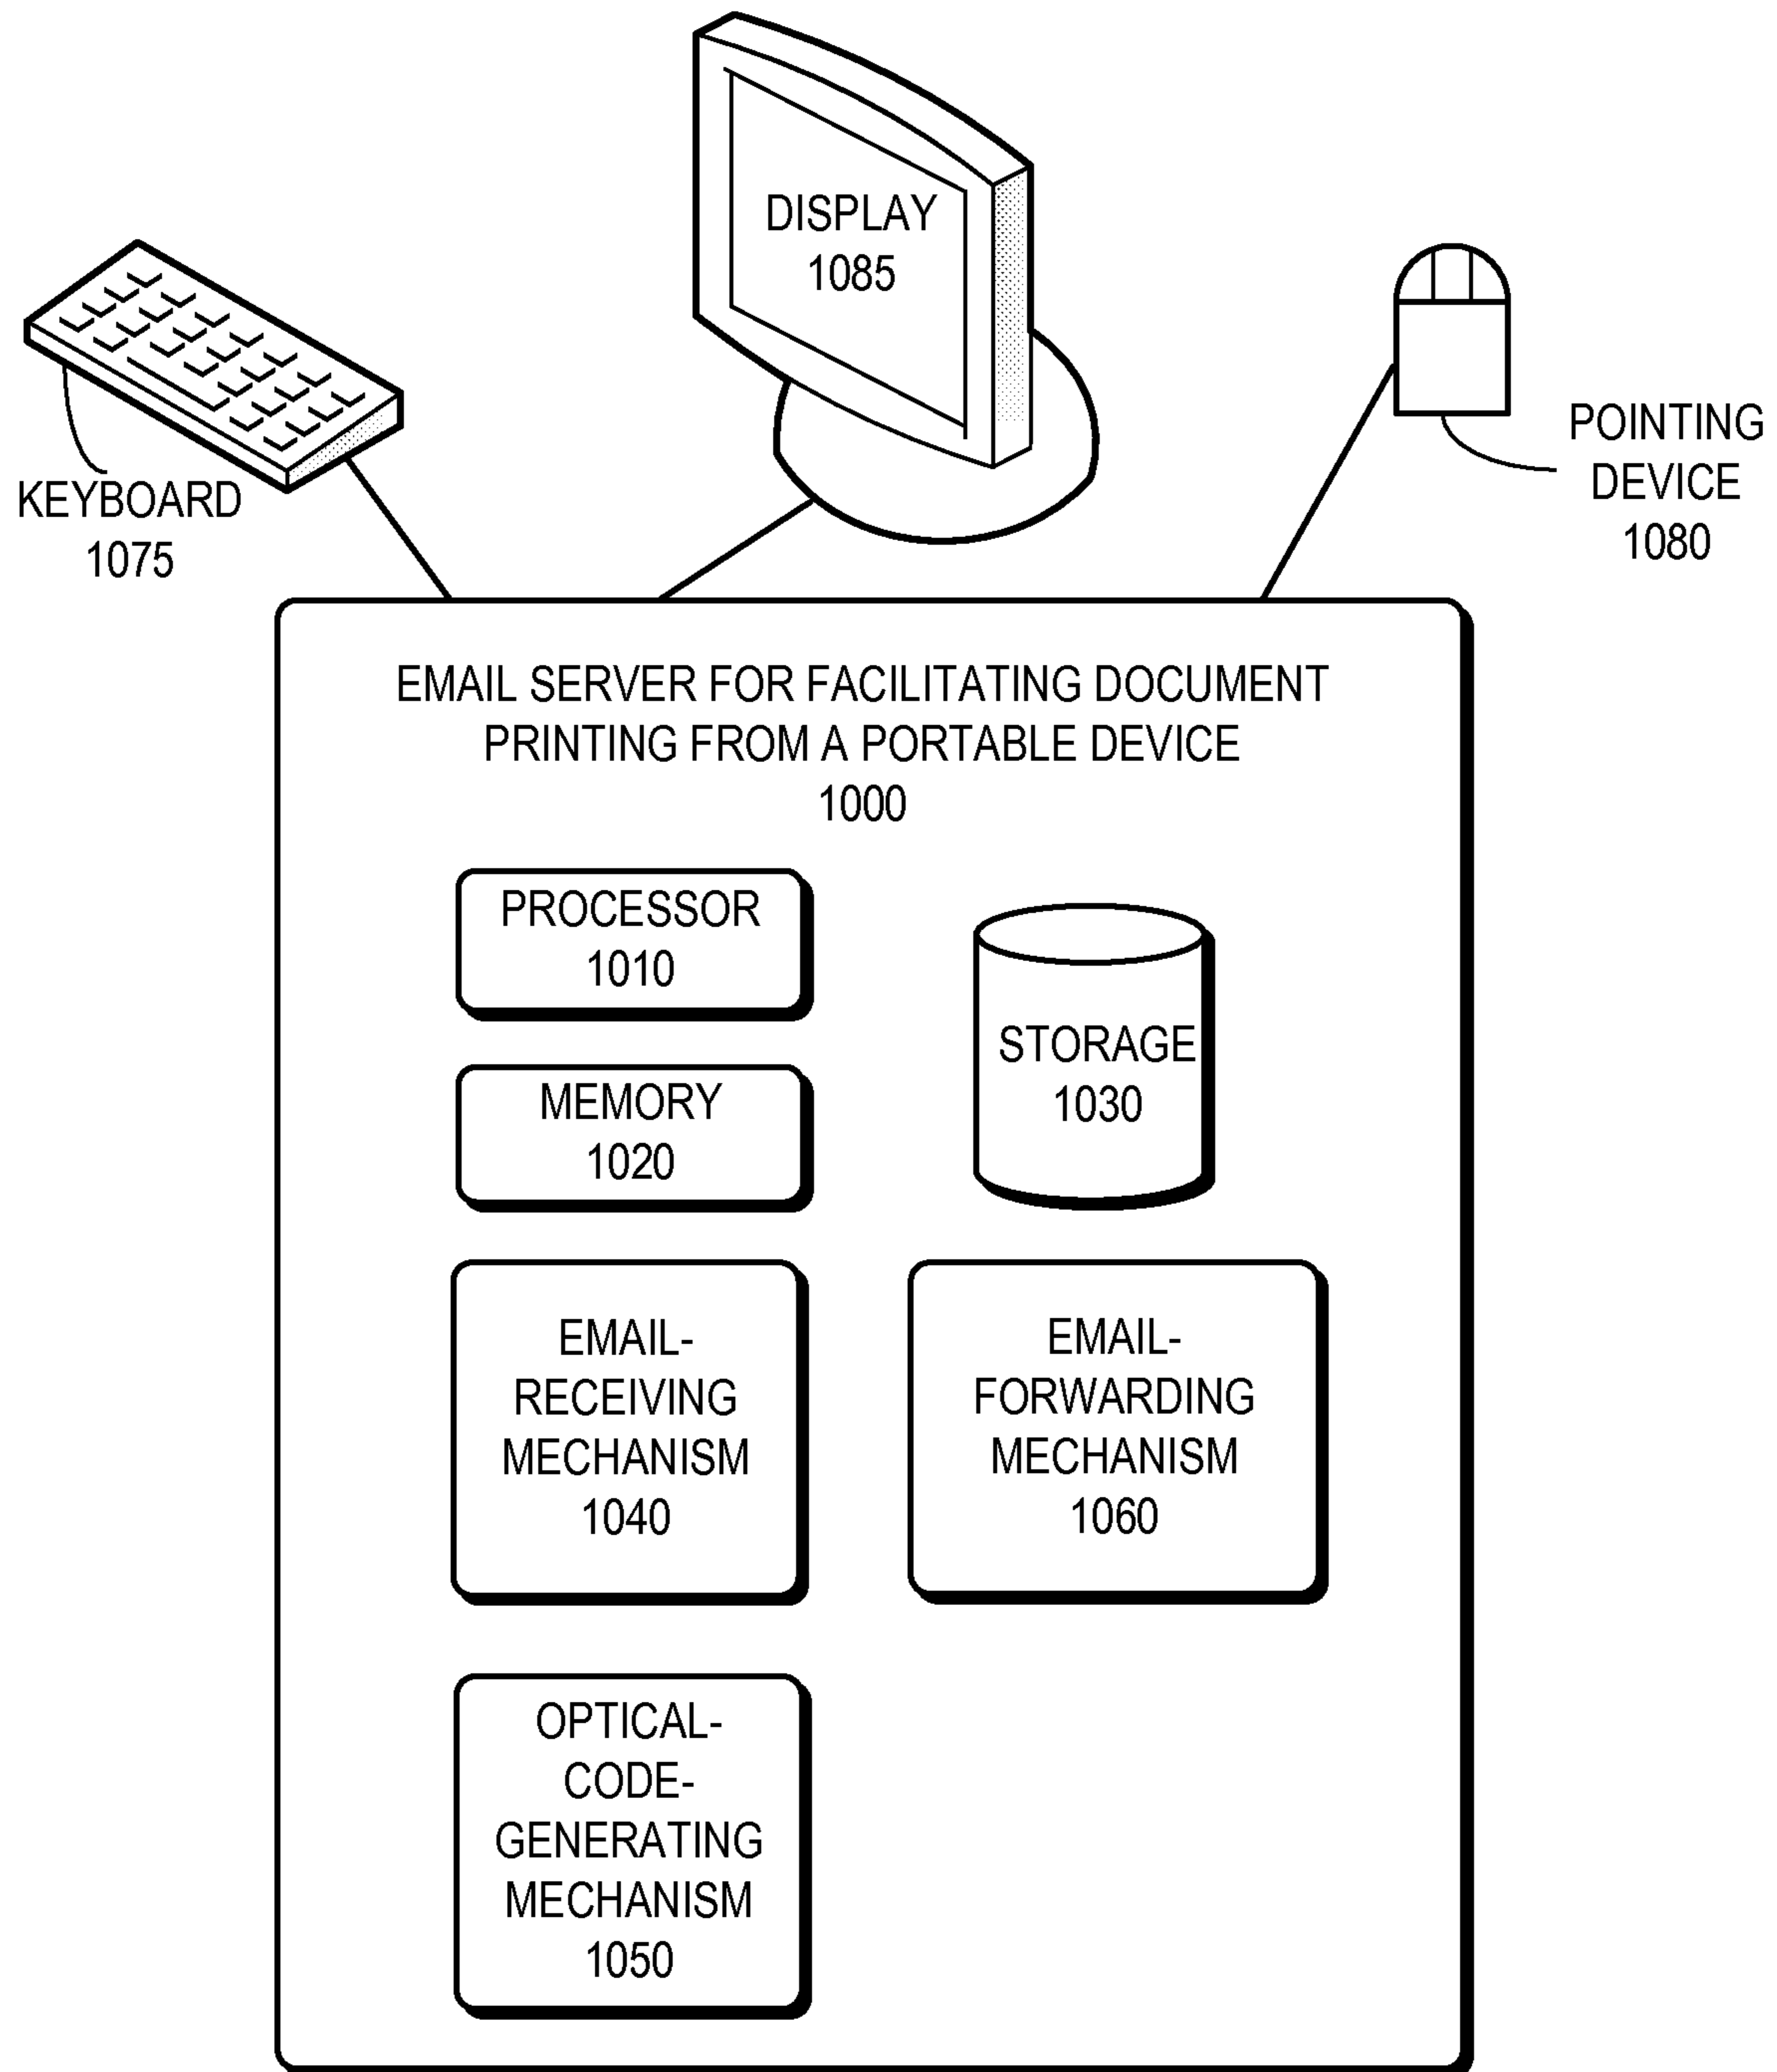 DISPLAY
1085
KEYBOARD
1075
POINTING
DEVICE
1080
EMAIL SERVER FOR FACILITATING DOCUMENT
PRINTING FROM A PORTABLE DEVICE
1000
PROCESSOR
1010
STORAGE
1030
MEMORY
1020
EMAIL-
RECEIVING
MECHANISM
1040
EMAIL-
FORWARDING
MECHANISM
1060
OPTICAL-
CODE-
GENERATING
MECHANISM
1050